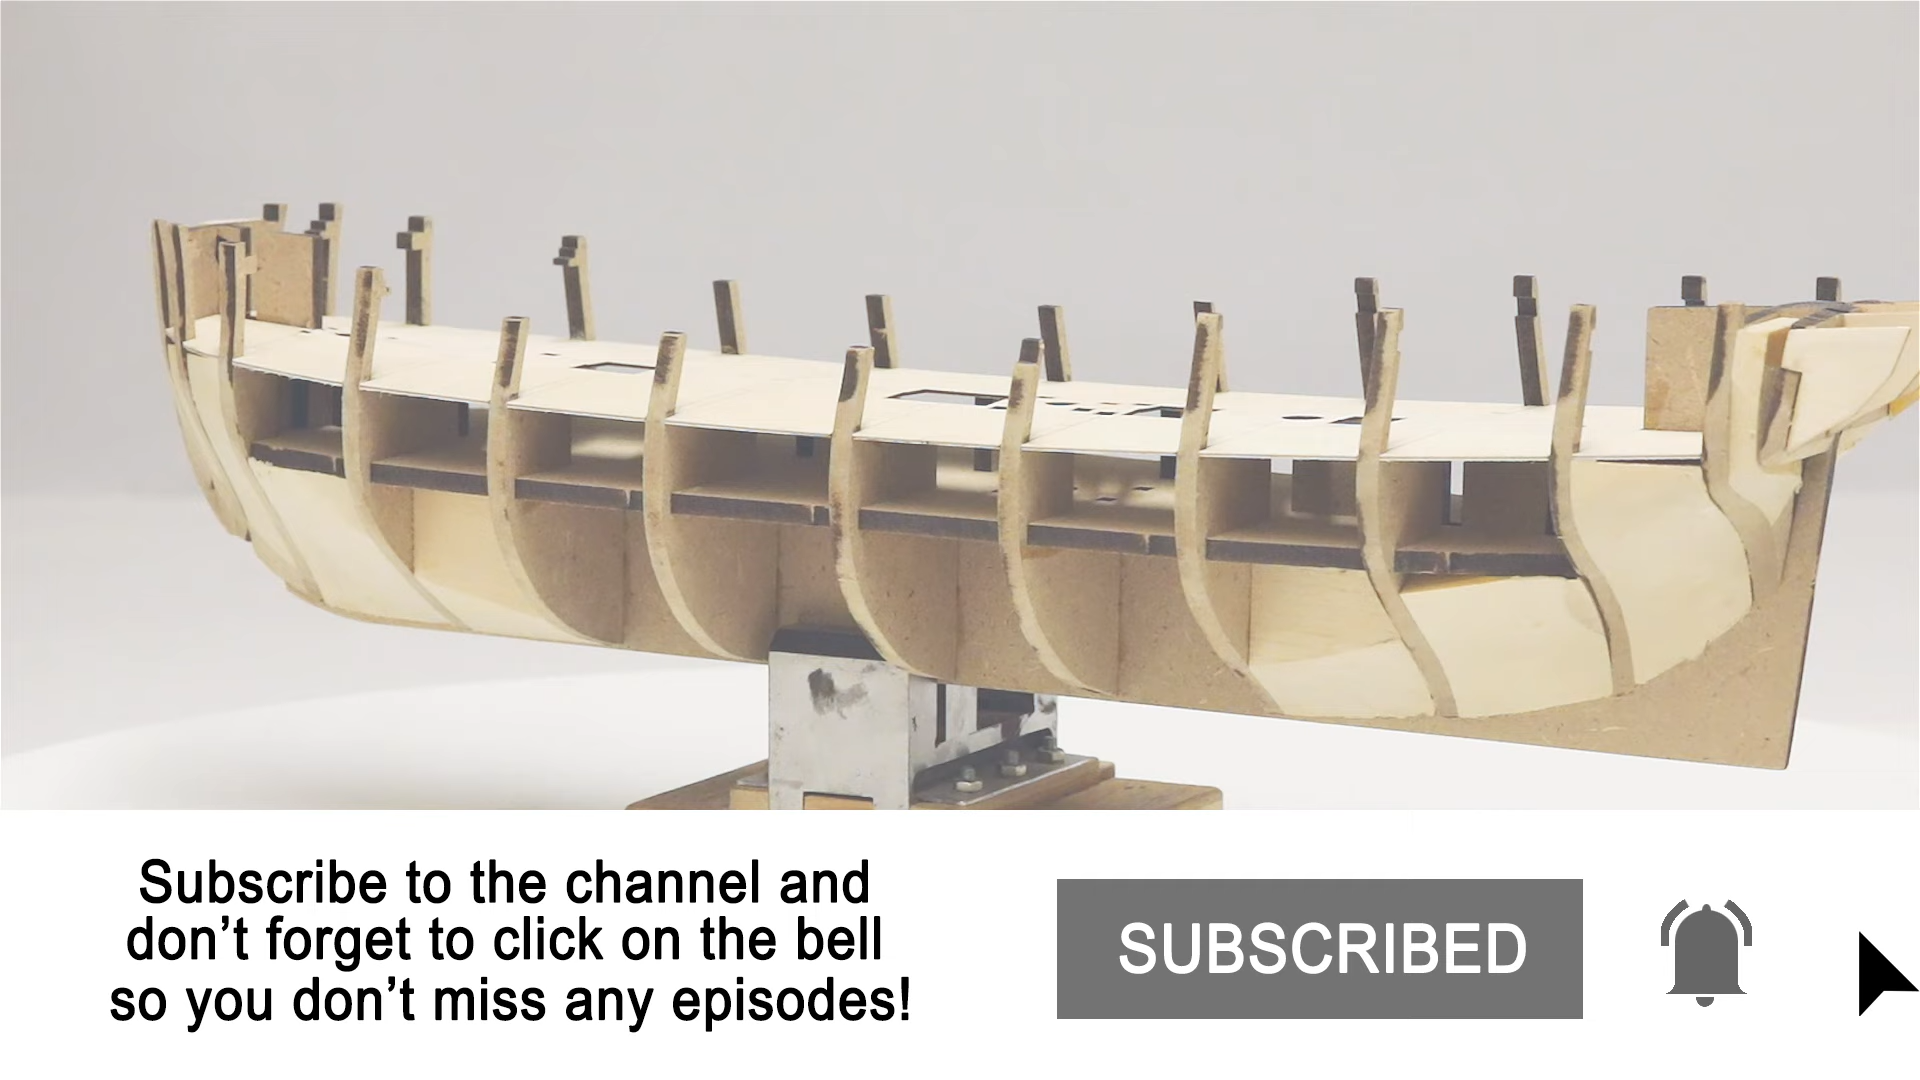 Subscribe to the channel and
don’t forget to click on the bell
so you don’t miss any episodes!
SUBSCRIBED